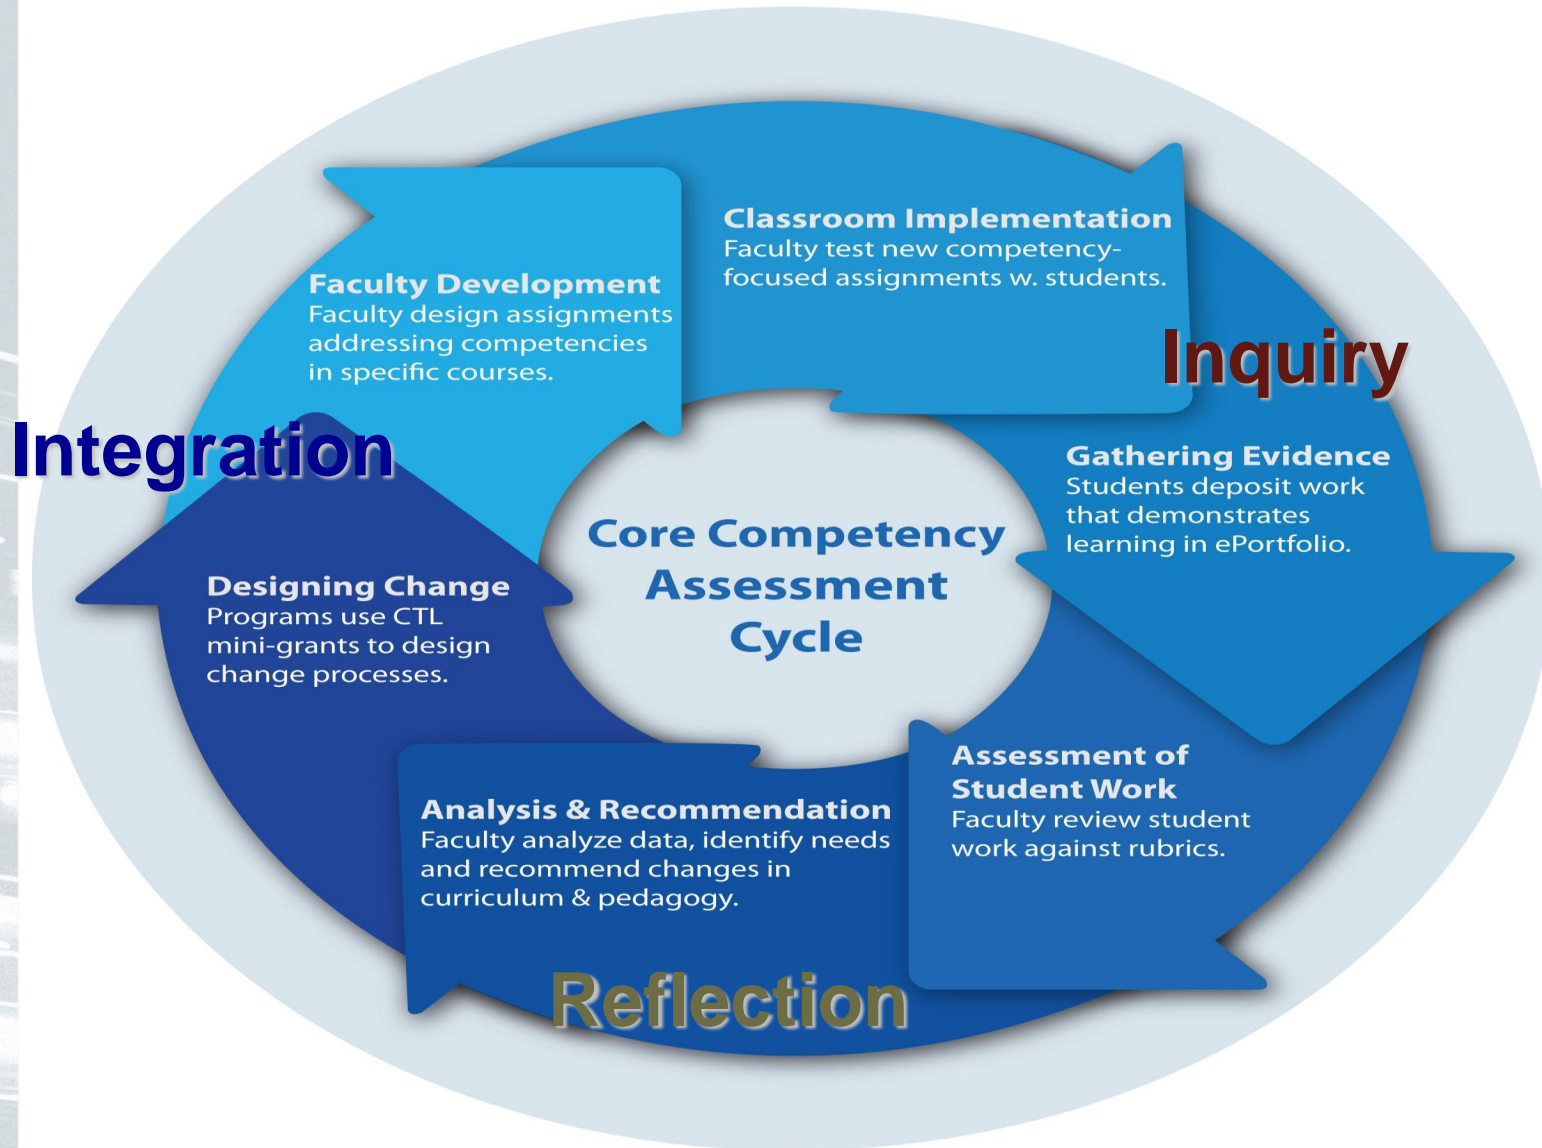 Classroom Implementation
Faculty test new competency-
focused assignments w. students.
Inquiry
Gathering Evidence
Students deposit work
that demonstrates
learning in ePortfolio.
Assessment of
Student Work
Faculty review student
work against rubrics.
Reflection
Analysis & Recommendation
Faculty analyze data, identify needs
and recommend changes in
curriculum & pedagogy.
Designing Change
Programs use CTL
mini-grants to design
change processes.
Integration
Faculty Development
Faculty design assignments
addressing competencies
in specific courses.
Core Competency
Assessment
Cycle